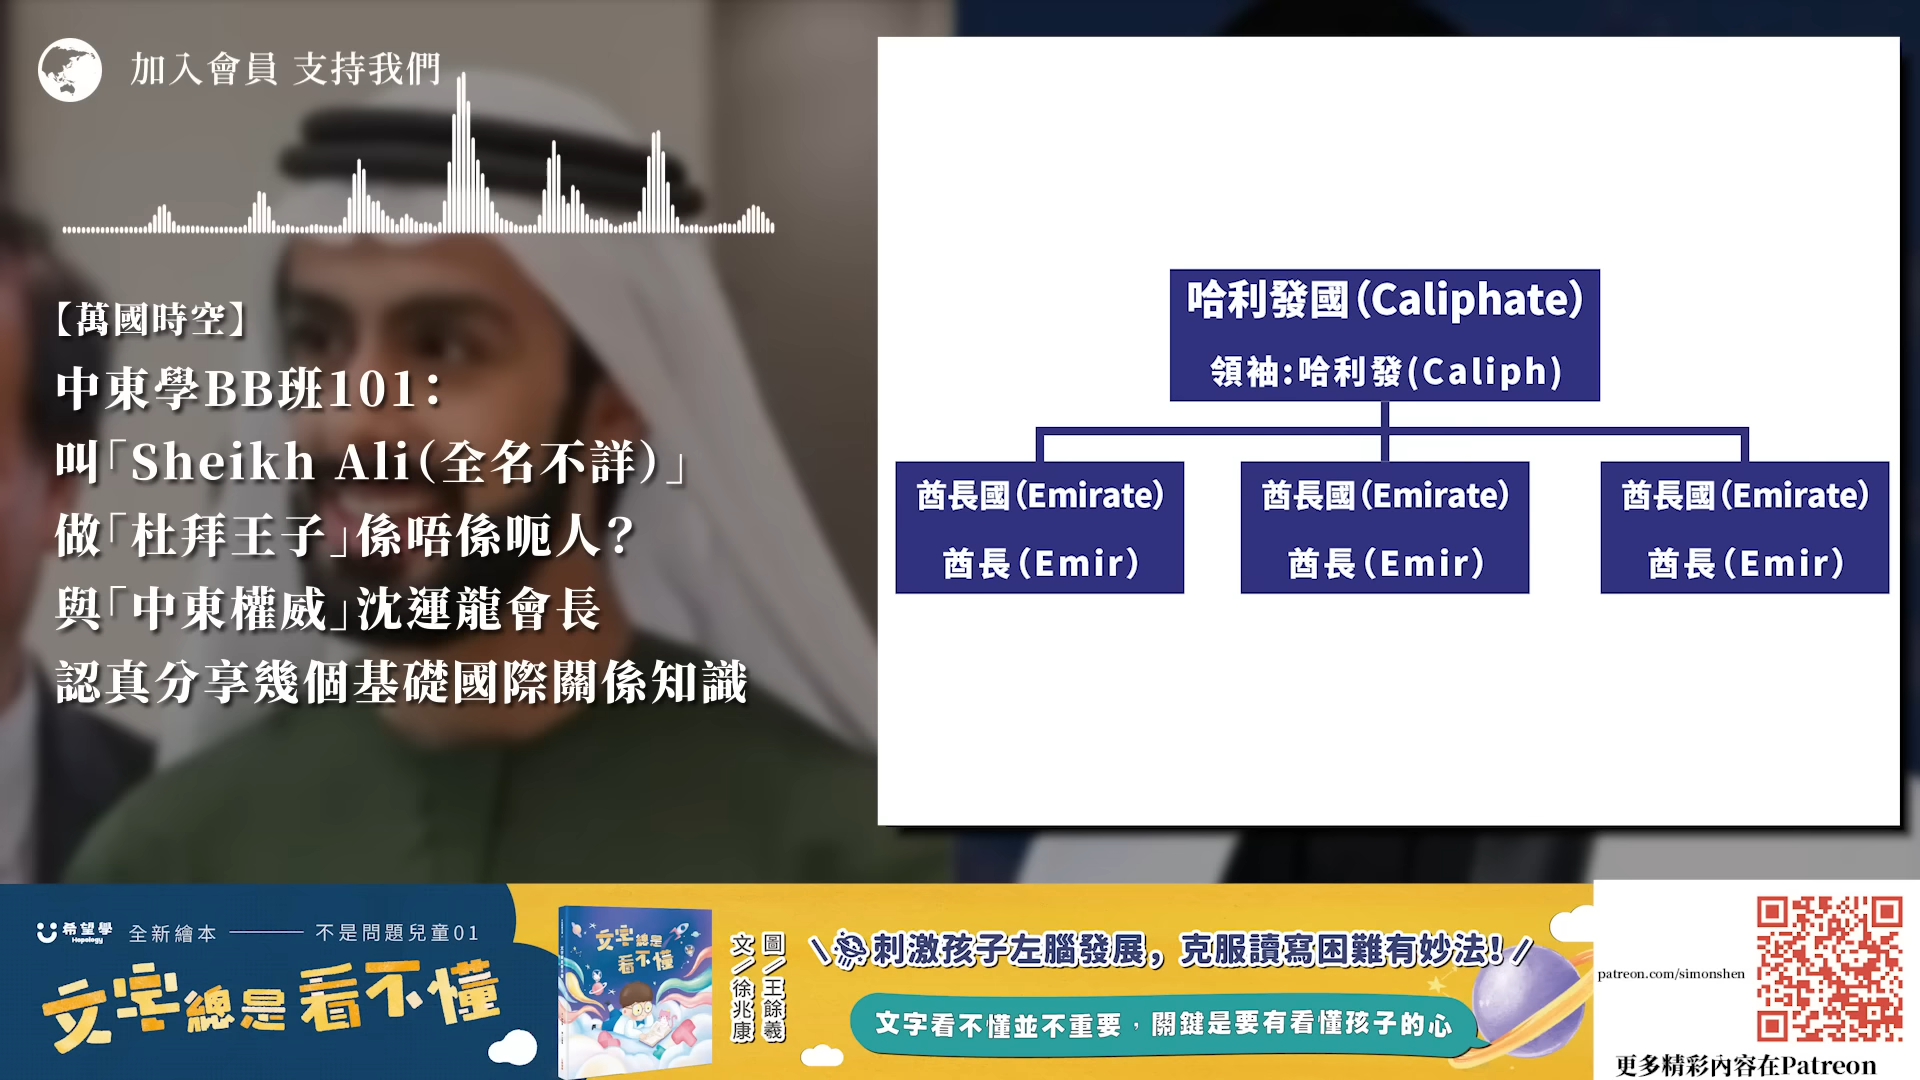 加入會員 支持我們
【萬國時空】
中東學BB班101：
叫「Sheikh Ali（全名不詳）」
做「杜拜王子」係唔係呃人？
與「中東權威」沈運龍會長
認真分享幾個基礎國際關係知識
哈利發國（Caliphate）
領袖:哈利發(Caliph)
酋長國（Emirate）
酋長（Emir）
酋長國（Emirate）
酋長（Emir）
酋長國（Emirate）
酋長（Emir）
希望學
Hopology
全新繪本 —— 不是問題兒童01
文字總是看不懂
文字總是
看不懂
圖／王餘羲
文／徐兆康
刺激孩子左腦發展，克服讀寫困難有妙法！
文字看不懂並不重要，關鍵是要有看懂孩子的心
patreon.com/simonshen
更多精彩內容在Patreon